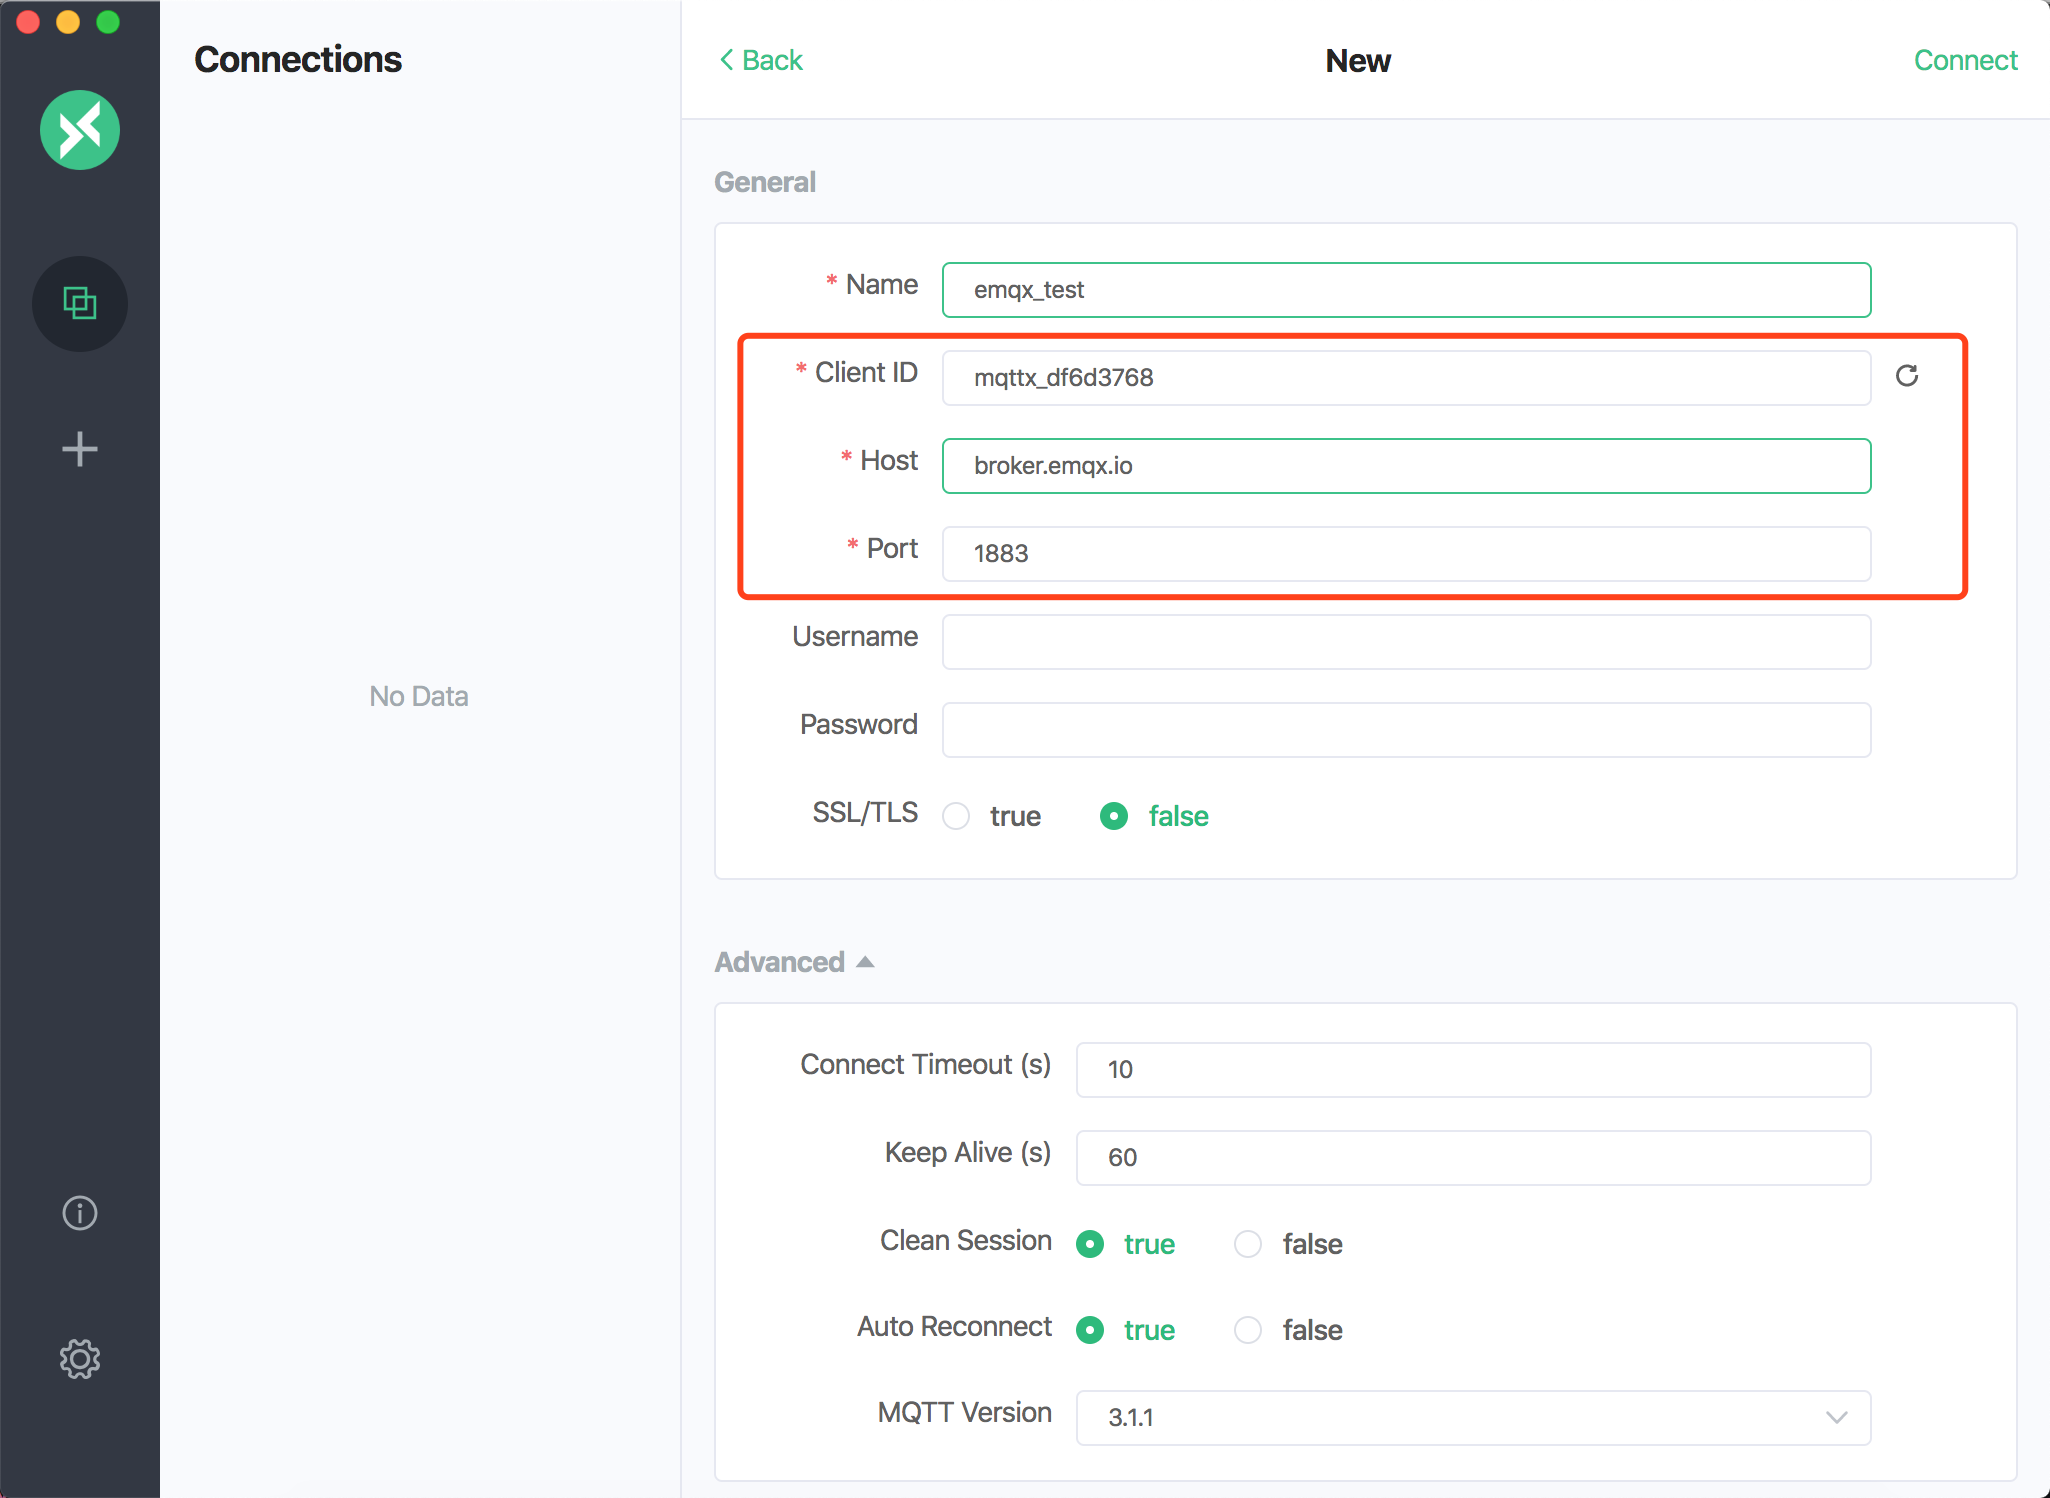 Connections
Back
New
Connect
General
* Name
emqx_test
* Client ID
mqttx_df6d3768
* Host
broker.emqx.io
* Port
1883
Username
Password
SSL/TLS
true
false
No Data
Advanced
Connect Timeout (s)
10
Keep Alive (s)
60
Clean Session
true
false
Auto Reconnect
true
false
MQTT Version
3.1.1